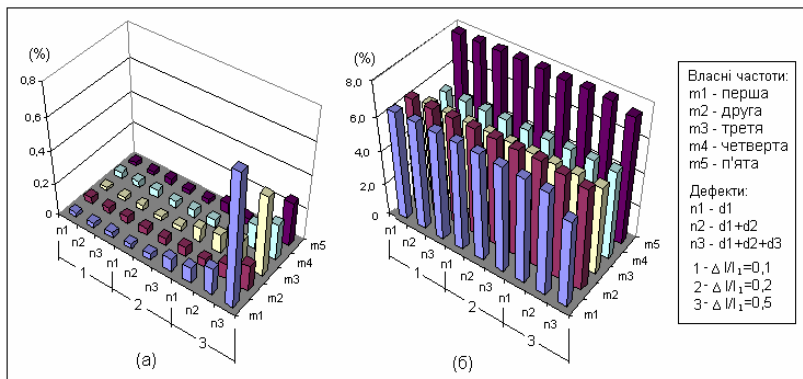 (%)
0,8
0,6
0,4
0,2
0
n1
n2
n3
n1
n2
n3
n1
n2
n3
1
2
3
m1
m2
m3
m4
m5
(а)
(%)
8,0
6,0
4,0
2,0
0
n1
n2
n3
n1
n2
n3
n1
n2
n3
1
2
3
m1
m2
m3
m4
m5
(б)
Власні частоти:
m1 - перша
m2 - друга
m3 - третя
m4 - четверта
m5 - п'ята
Дефекти:
n1 - d1
n2 - d1+d2
n3 - d1+d2+d3
1 - Δ I/I₁=0,1
2 - Δ I/I₁=0,2
3 - Δ I/I₁=0,5